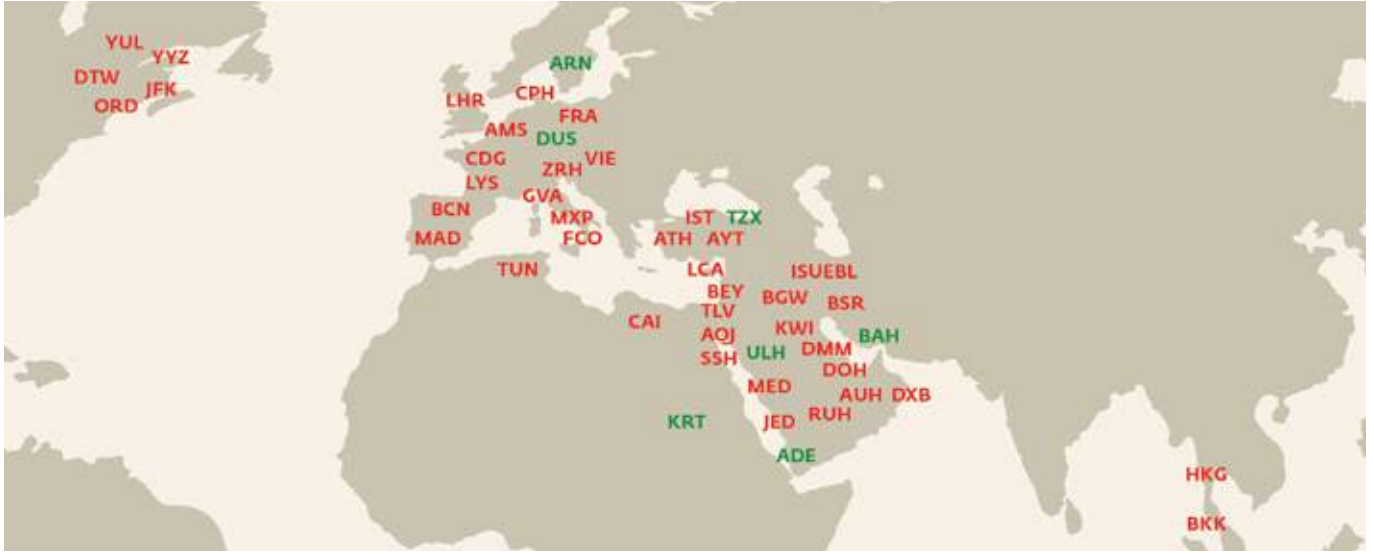 YUL
YYZ
DTW
JFK
ORD
ARN
CPH
LHR
FRA
AMS
DUS
CDG
VIE
ZRH
LYS
GVA
BCN
MXP
IST
TZX
MAD
FCO
ATH
AYT
TUN
LCA
ISUEBL
BEY
BGW
BSR
TLV
CAI
KWI
AQJ
BAH
DMM
ULH
SSH
DOH
MED
AUH
DXB
RUH
KRT
JED
ADE
HKG
BKK